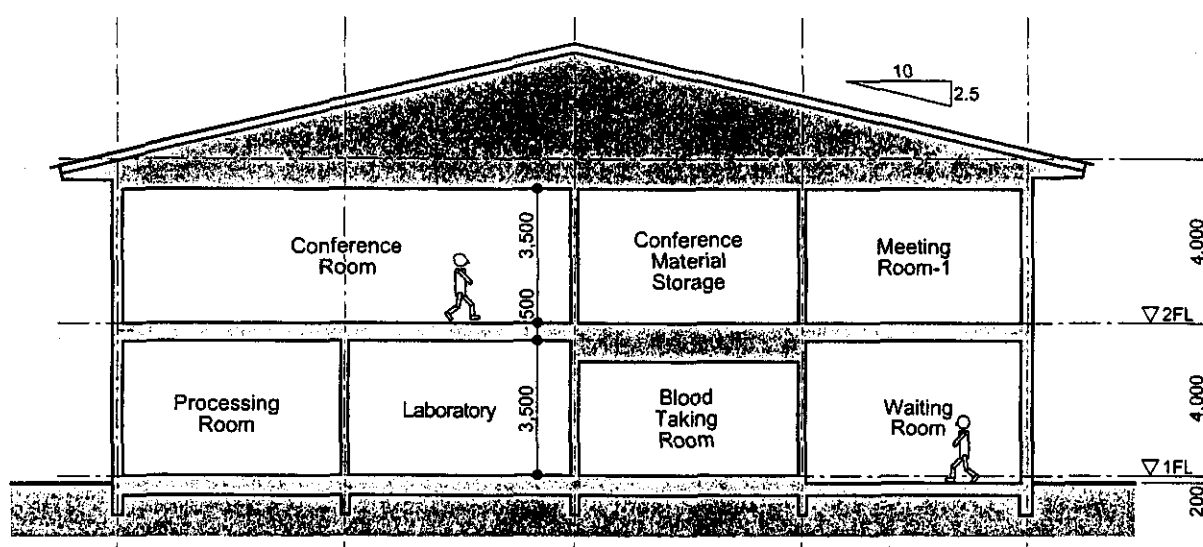 10
2.5
Conference
Room
3,500
Conference
Material
Storage
Meeting
Room-1
4,000
500
▽2FL
Processing
Room
Laboratory
3,500
Blood
Taking
Room
Waiting
Room
4,000
▽1FL
200